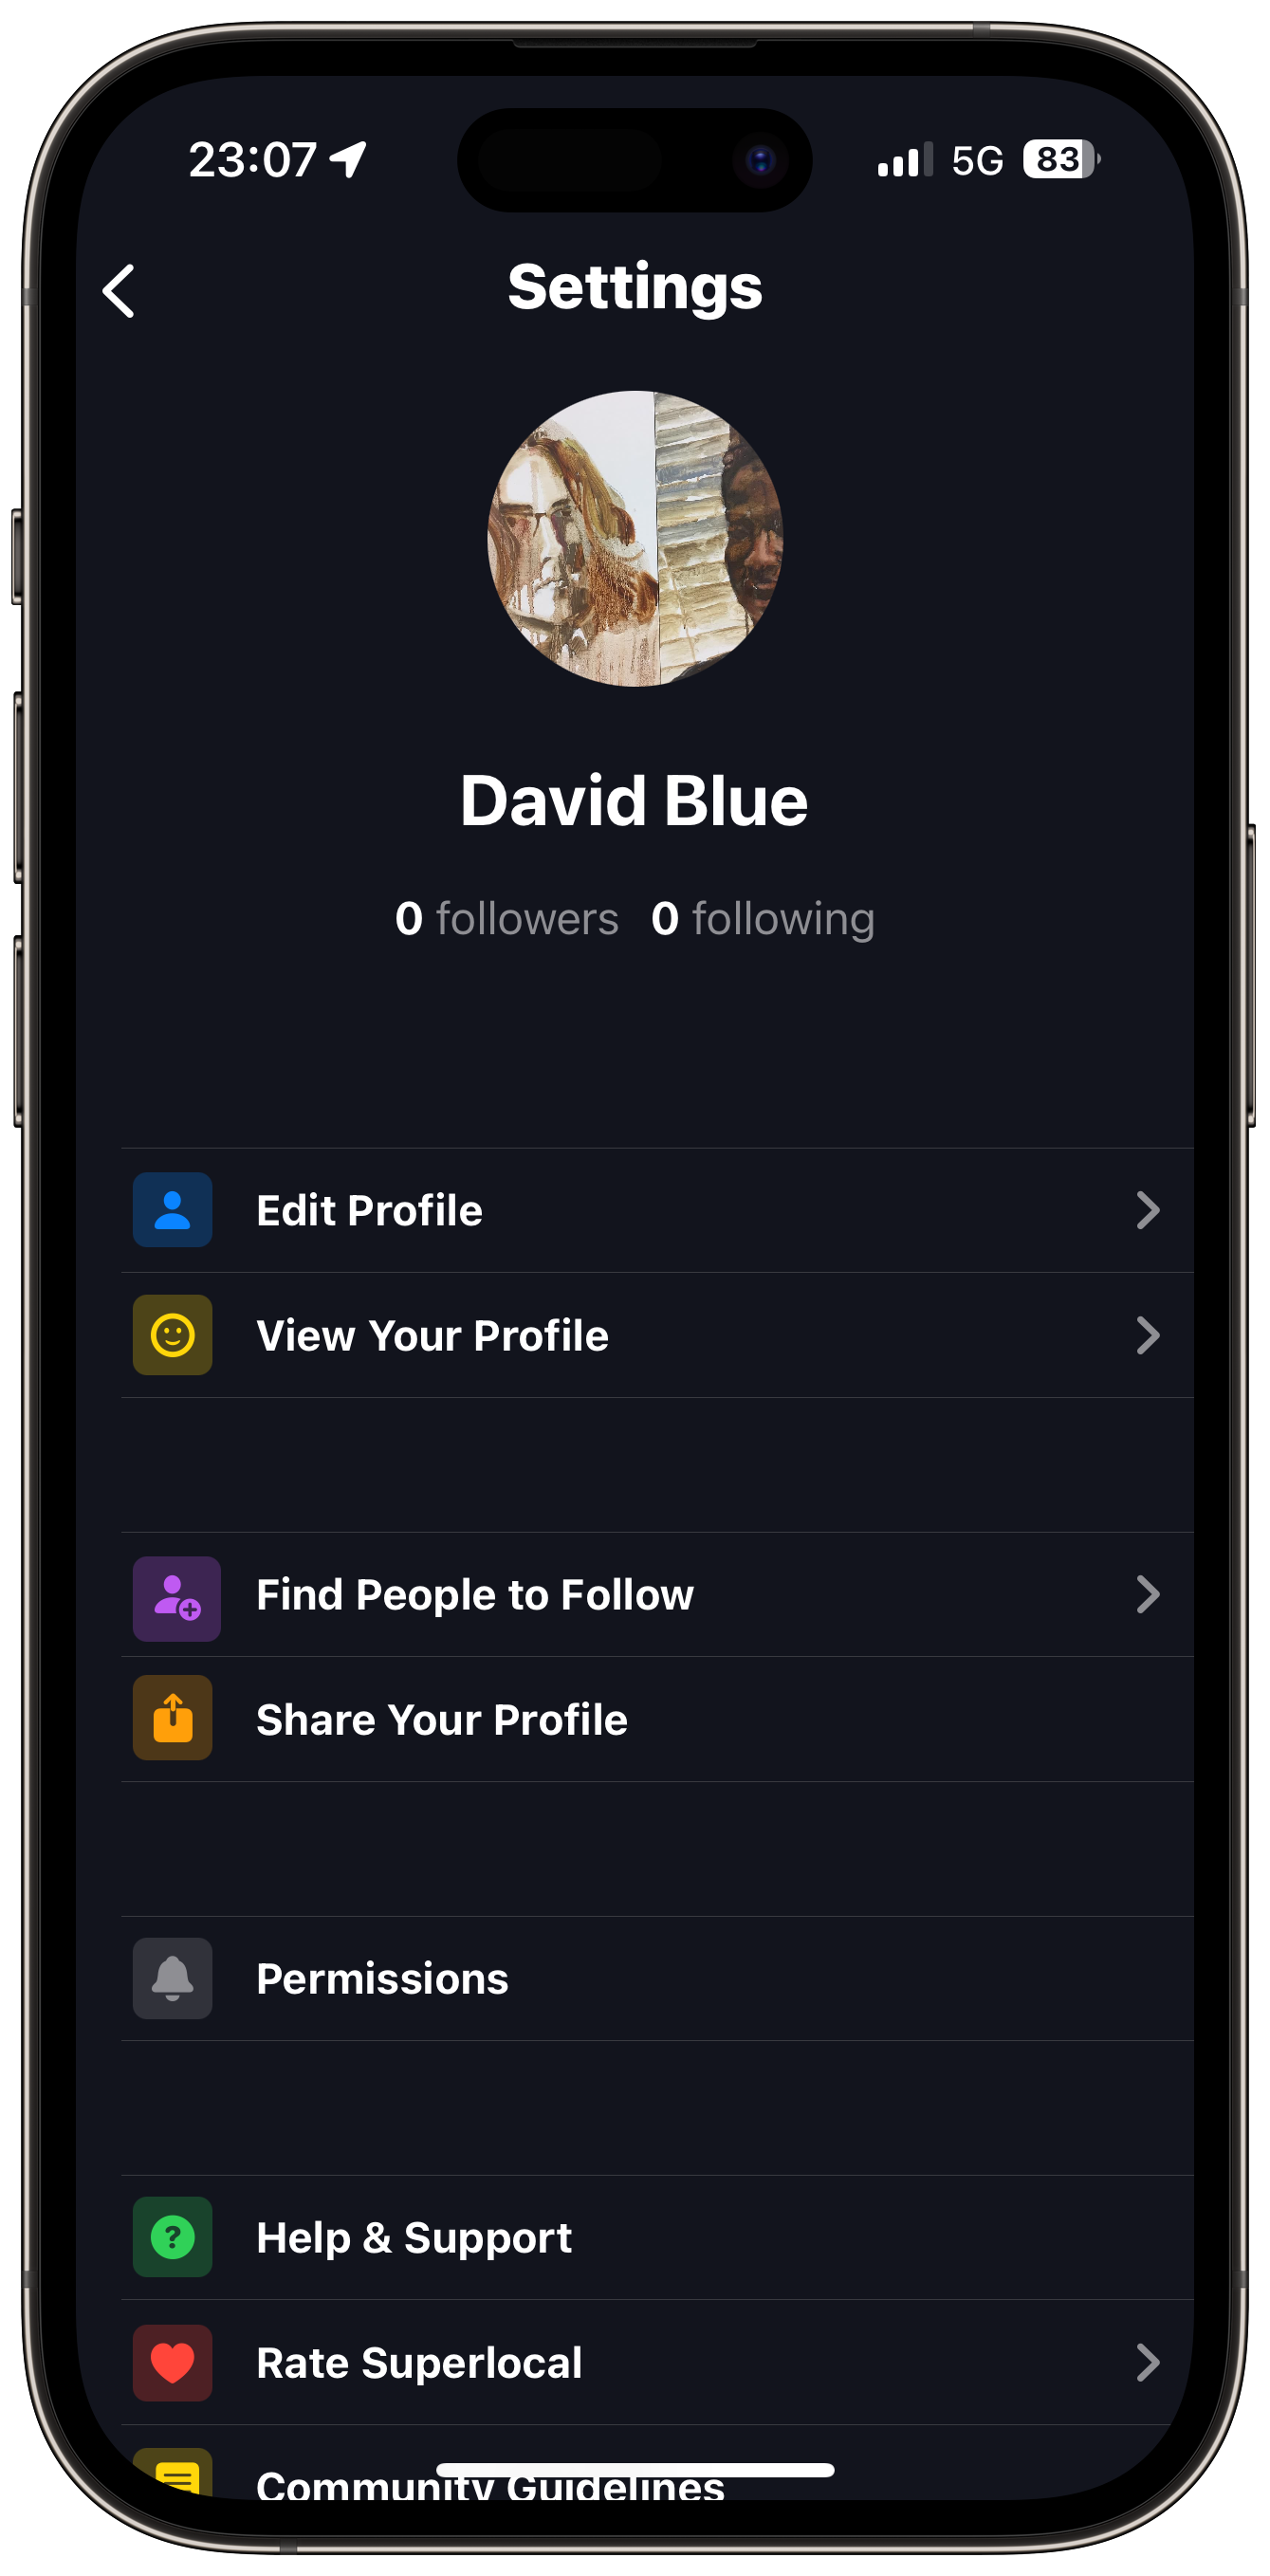 23:07 5G 83
Settings
David Blue
0 followers 0 following
Edit Profile
View Your Profile
Find People to Follow
Share Your Profile
Permissions
Help & Support
Rate Superlocal
Community Guidelines